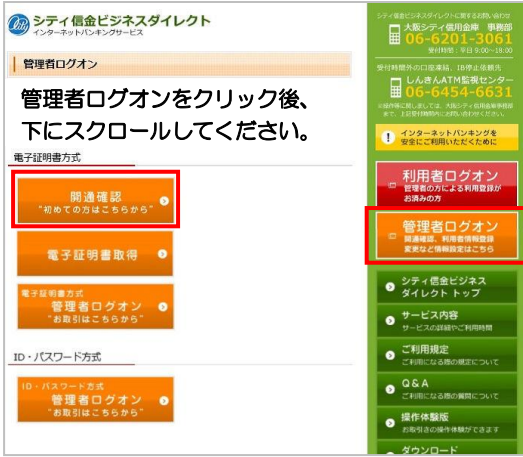 シティ信金ビジネスダイレクト
インターネットバンキングサービス
管理者ログオン
管理者ログオンをクリック後、
下にスクロールしてください。
電子証明書方式
開通確認
"初めての方はこちらから"
電子証明書取得
電子証明書方式
管理者ログオン
"お取引はこちらから"
ID・パスワード方式
ID・パスワード方式
管理者ログオン
"お取引はこちらから"
シティ信金ビジネスダイレクトに関するお問い合わせ
大阪シティ信用金庫 事務部
06-6201-3061
受付時間：平日 9:00~18:00
受付時間外の口座凍結、IB停止依頼先
しんきんATM監視センター
06-6454-6631
インターネットバンキングを
安全にご利用いただくために
利用者ログオン
管理者の方による利用登録が
お済みの方
管理者ログオン
開通確認、利用者情報登録
変更など情報設定はこちら
シティ信金ビジネス
ダイレクト トップ
サービス内容
サービスの詳細やご利用時間
ご利用規定
ご利用になる際の規定について
Q&A
ご利用になる際の質問について
操作体験版
お取引きの操作体験ができます
ダウンロード